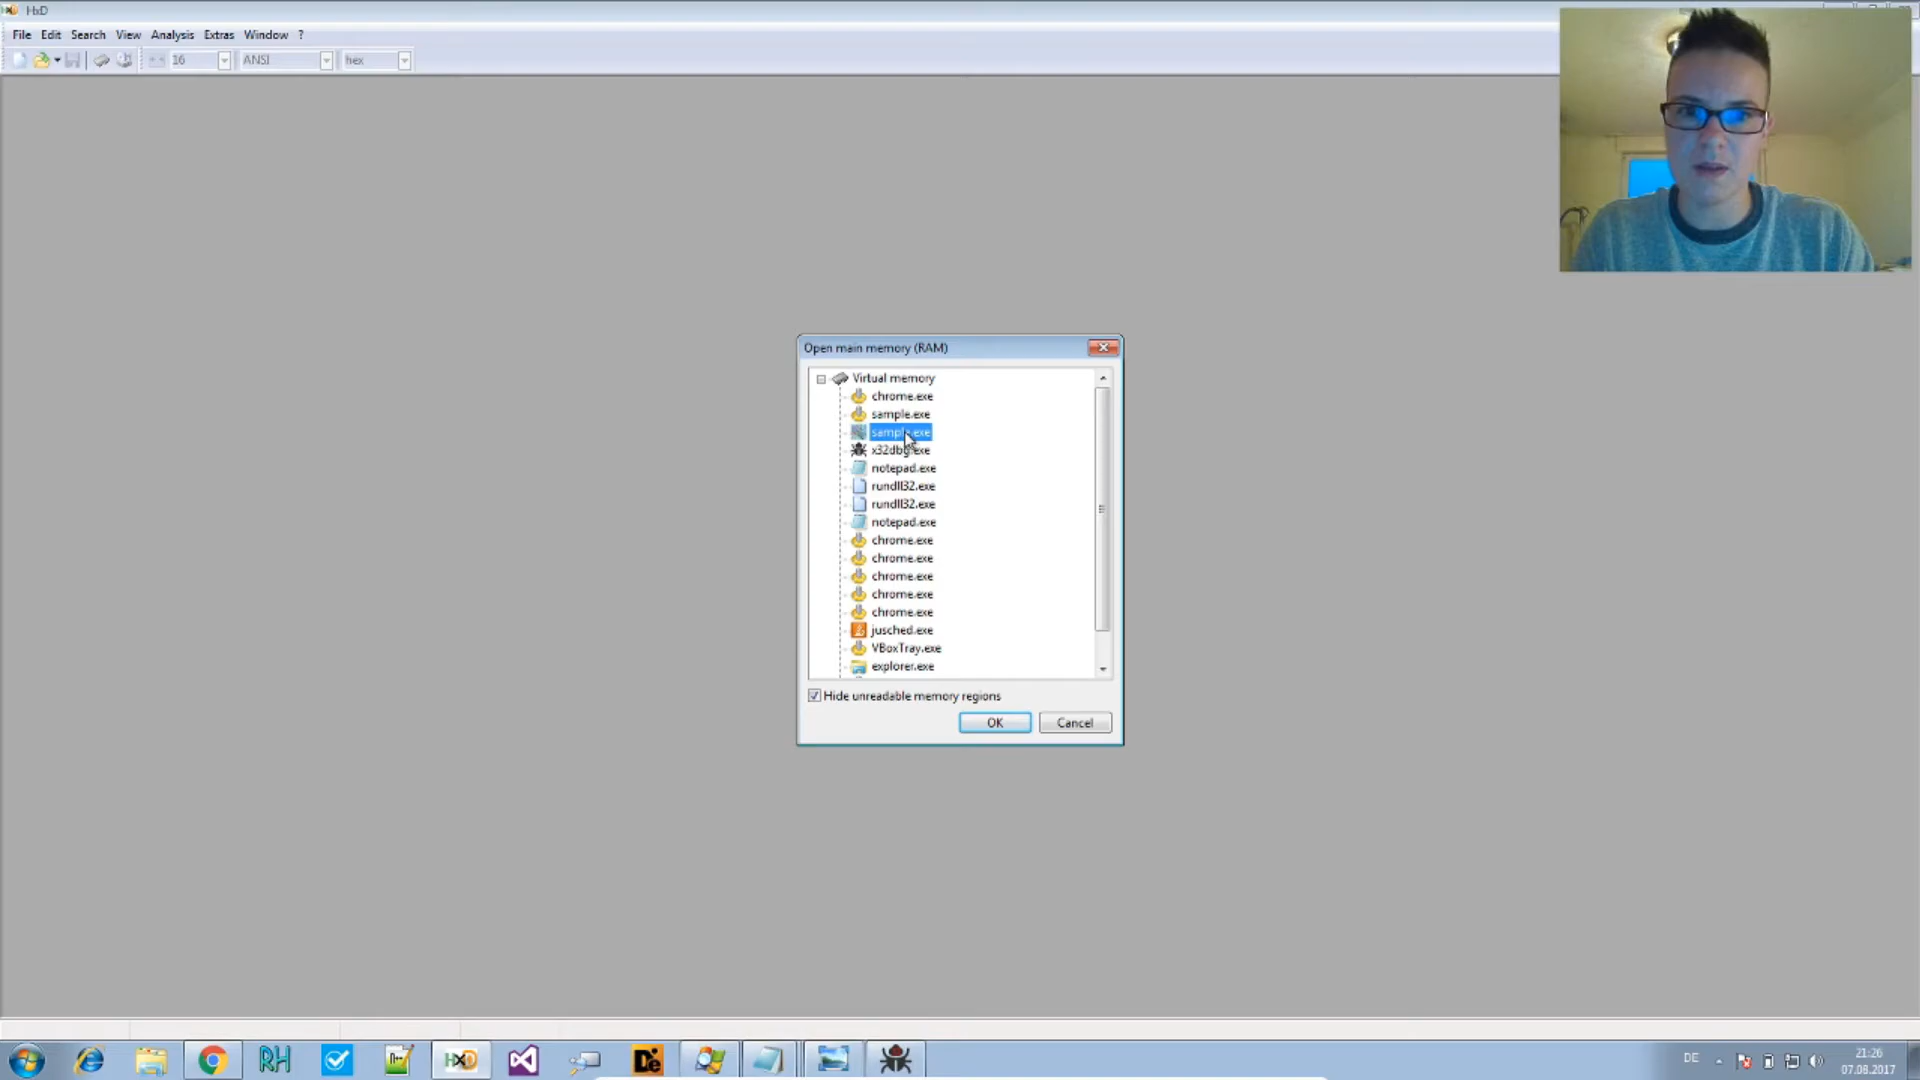 HxD
File Edit Search View Analysis Extras Window ?
16 ANSI hex
Open main memory (RAM)
Virtual memory
chrome.exe
sample.exe
sample.exe
x32dbg.exe
notepad.exe
rundll32.exe
rundll32.exe
notepad.exe
chrome.exe
chrome.exe
chrome.exe
chrome.exe
chrome.exe
jusched.exe
VBoxTray.exe
explorer.exe
Hide unreadable memory regions
OK Cancel
RH HXD De DE 21:26
07.08.2017